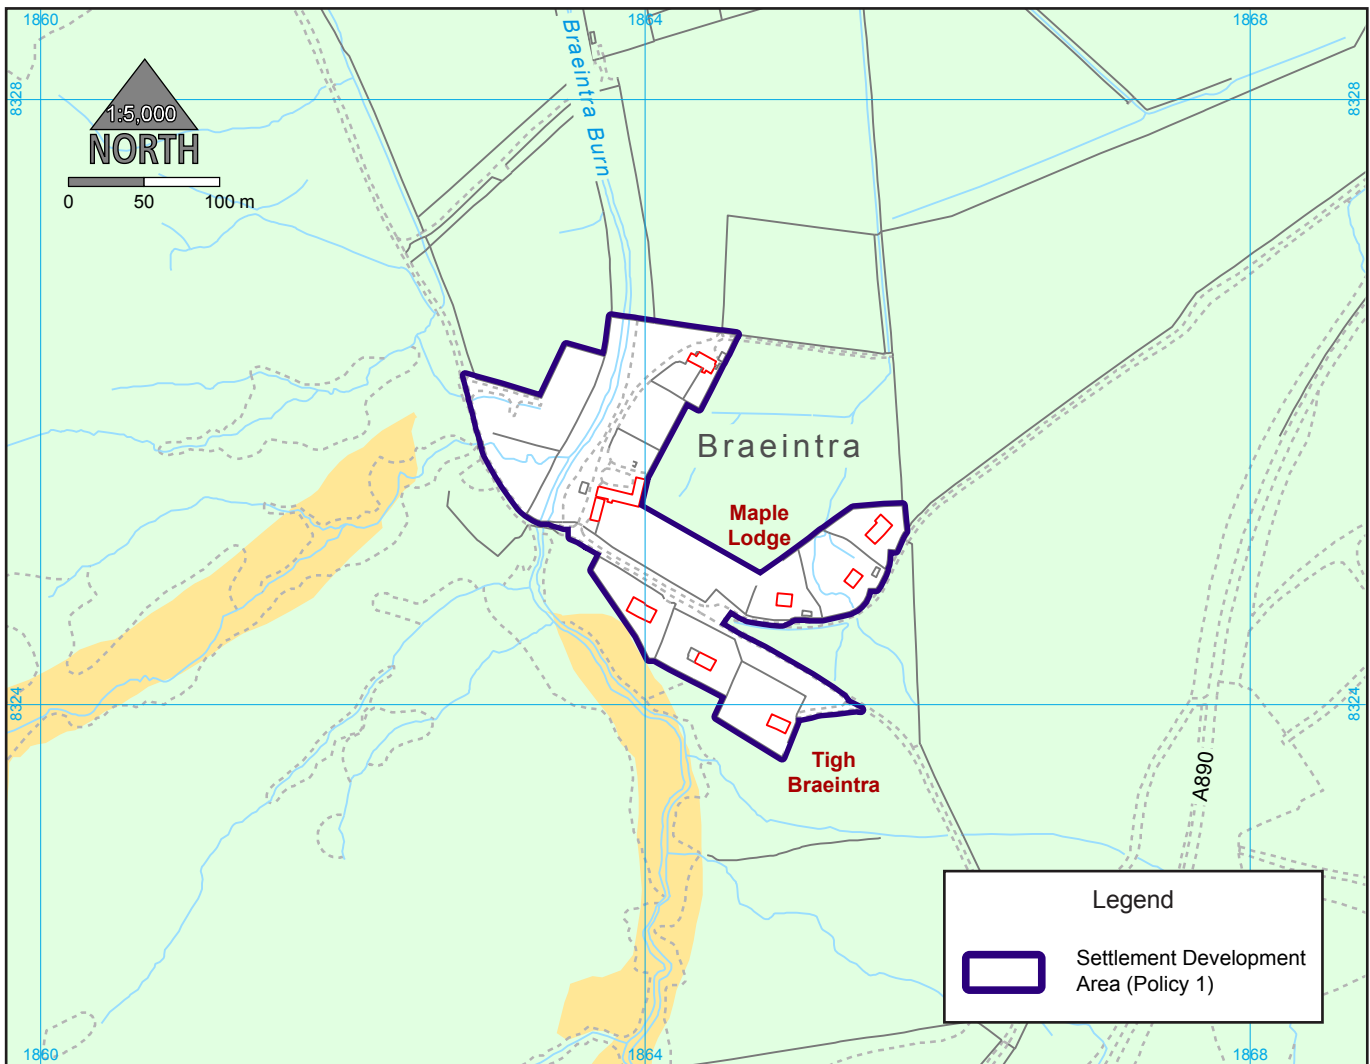 1860
1864
1868
8328
8328
1:5,000
NORTH
0 50 100 m
Braeintra Burn
Braeintra
Maple
Lodge
8324
8324
Tigh
Braeintra
A890
Legend
Settlement Development
Area (Policy 1)
1860
1864
1868